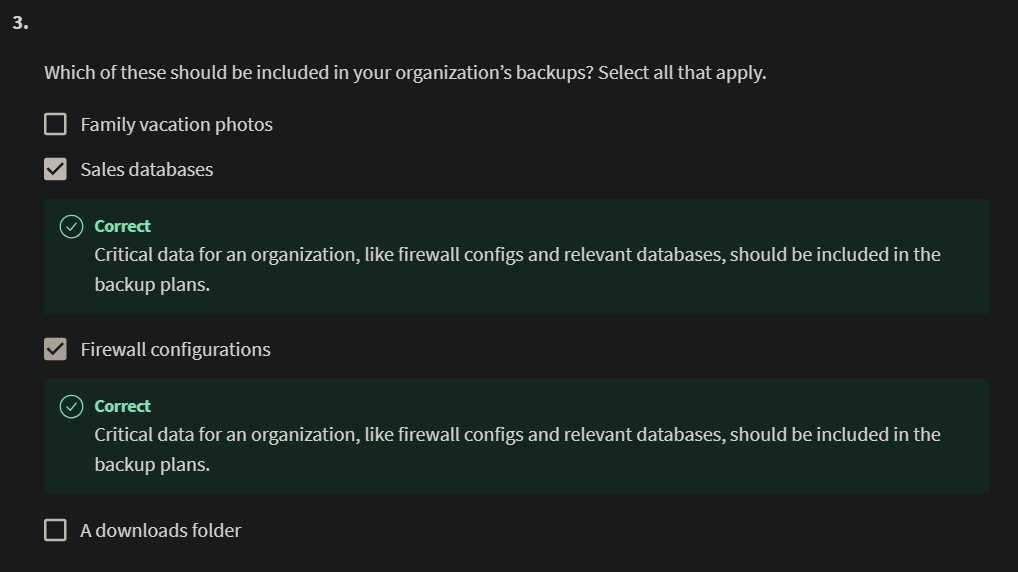 3.
Which of these should be included in your organization’s backups? Select all that apply.
Family vacation photos
Sales databases
Correct
Critical data for an organization, like firewall configs and relevant databases, should be included in the
backup plans.
Firewall configurations
Correct
Critical data for an organization, like firewall configs and relevant databases, should be included in the
backup plans.
A downloads folder